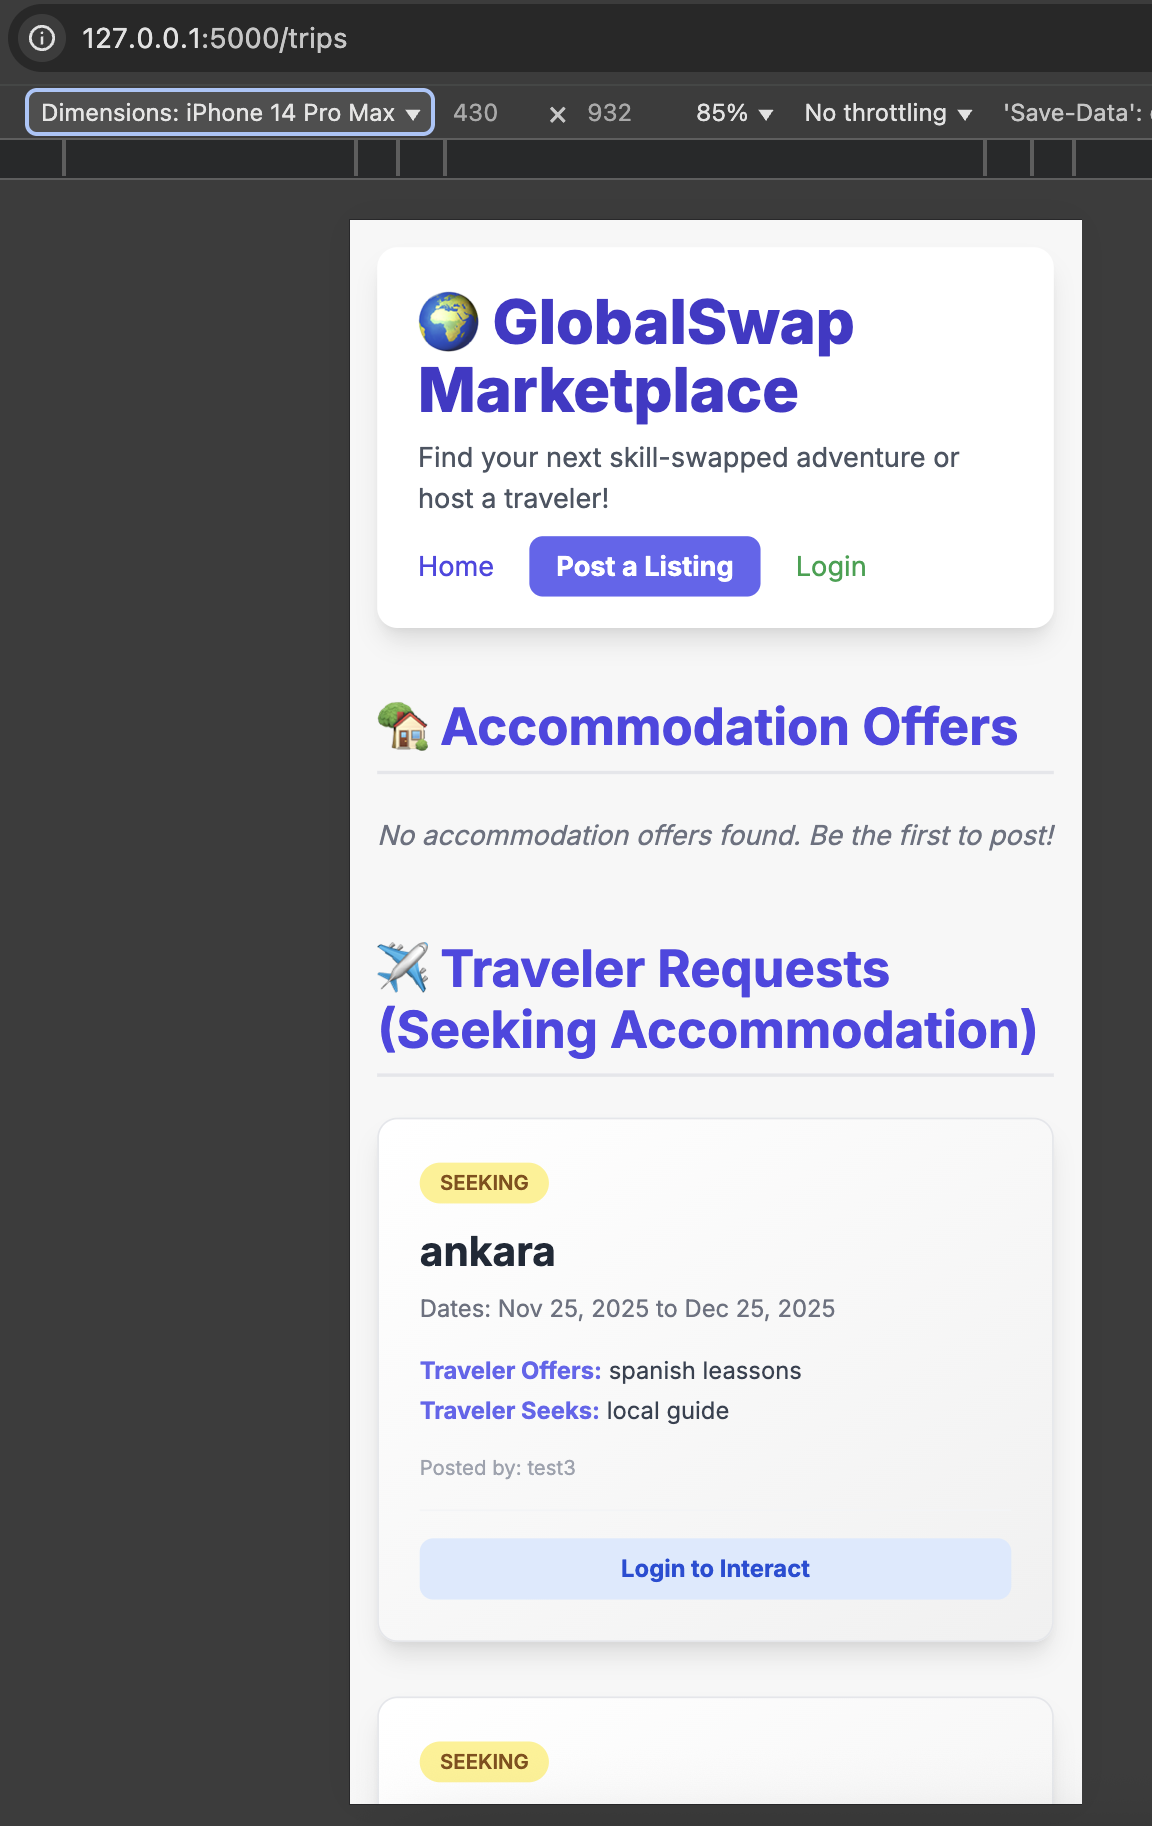 127.0.0.1:5000/trips
Dimensions: iPhone 14 Pro Max ▼ 430 × 932 85% ▼ No throttling ▼ 'Save-Data':
🌍 GlobalSwap
Marketplace
Find your next skill-swapped adventure or
host a traveler!
Home Post a Listing Login
🏡 Accommodation Offers
No accommodation offers found. Be the first to post!
✈️ Traveler Requests
(Seeking Accommodation)
SEEKING
ankara
Dates: Nov 25, 2025 to Dec 25, 2025
Traveler Offers: spanish leassons
Traveler Seeks: local guide
Posted by: test3
Login to Interact
SEEKING